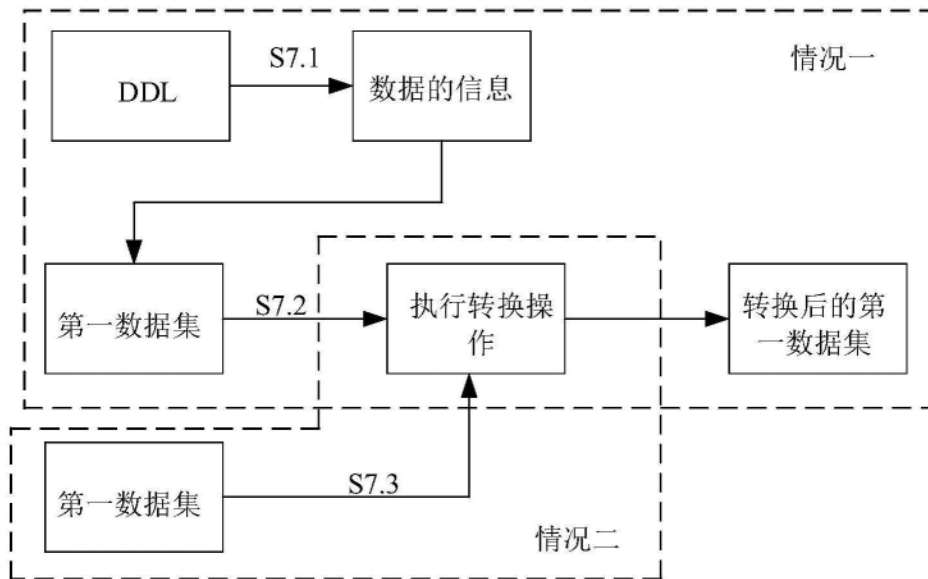 S7.1
情况一
DDL
数据的信息
第一数据集
S7.2
执行转换操
作
转换后的第
一数据集
第一数据集
S7.3
情况二